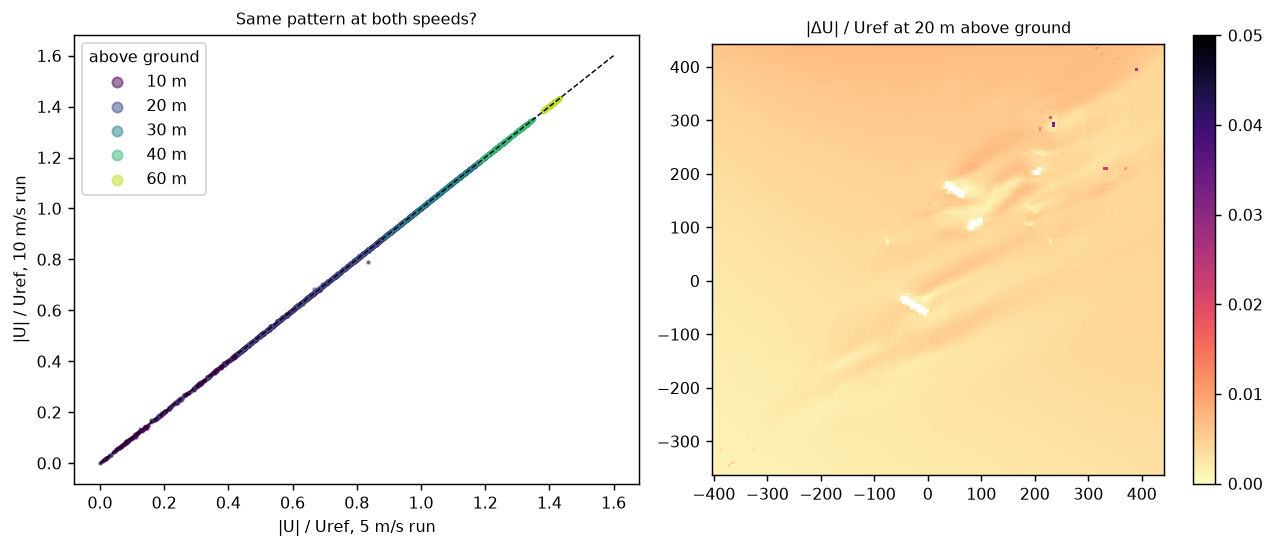 Same pattern at both speeds?
above ground
10 m
20 m
30 m
40 m
60 m
1.6
1.4
1.2
1.0
0.8
0.6
0.4
0.2
0.0
|U| / Uref, 10 m/s run
0.0 0.2 0.4 0.6 0.8 1.0 1.2 1.4 1.6
|U| / Uref, 5 m/s run
|ΔU| / Uref at 20 m above ground
400
300
200
100
0
−100
−200
−300
−400 −300 −200 −100 0 100 200 300 400
0.05
0.04
0.03
0.02
0.01
0.00